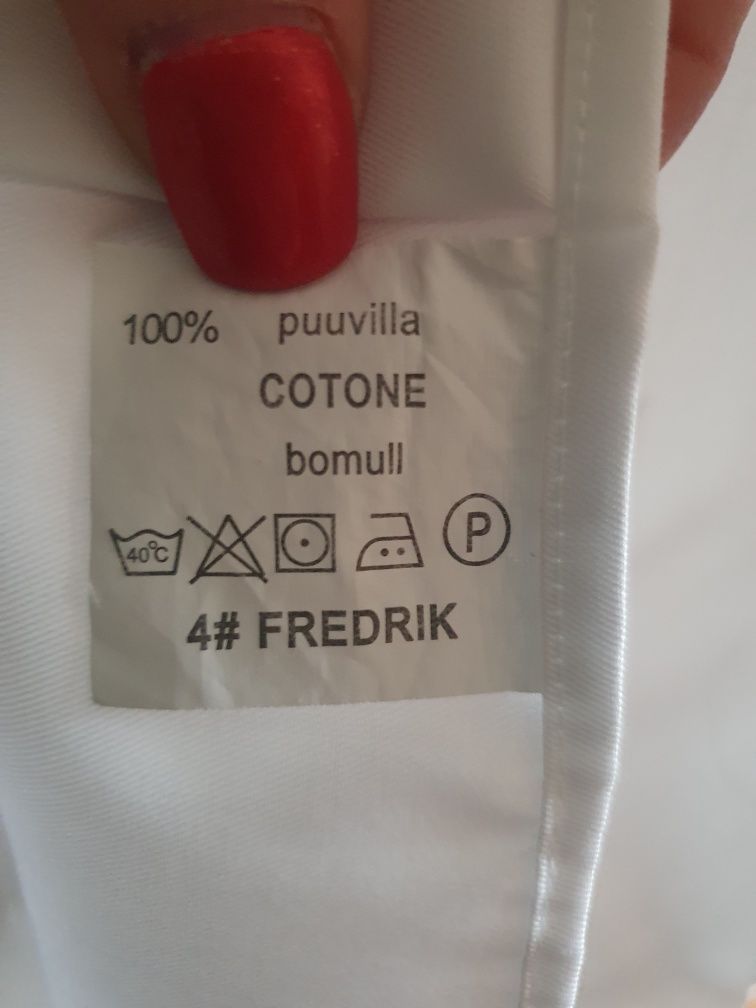 100% puuvilla
COTONE
bomull
40°C P
4# FREDRIK